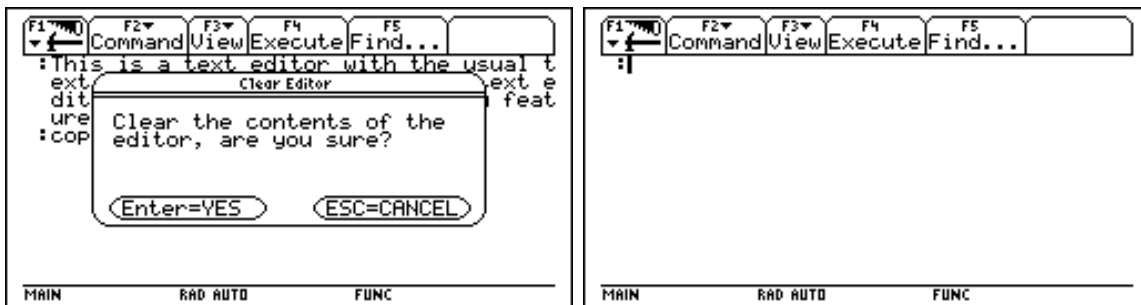 F1 F2 F3 F4 F5
Command View Execute Find...
:This is a text editor with the usual t
ext ext e
dit feat
ure
:cop
Clear Editor
Clear the contents of the
editor, are you sure?
Enter=YES ESC=CANCEL
MAIN RAD AUTO FUNC
F1 F2 F3 F4 F5
Command View Execute Find...
:
MAIN RAD AUTO FUNC